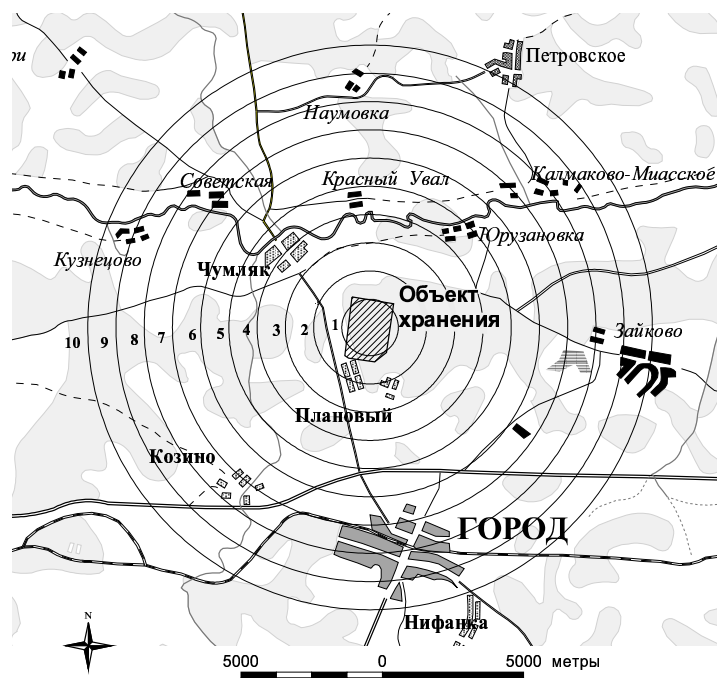 ри
Петровское
Наумовка
Советская
Красный Увал
Калмаково-Миасское
Кузнецово
Чумляк
Юрузановка
Объект
хранения
Зайково
10 9 8 7 6 5 4 3 2 1
Плановый
Козино
ГОРОД
Нифанка
N
5000 0 5000 метры